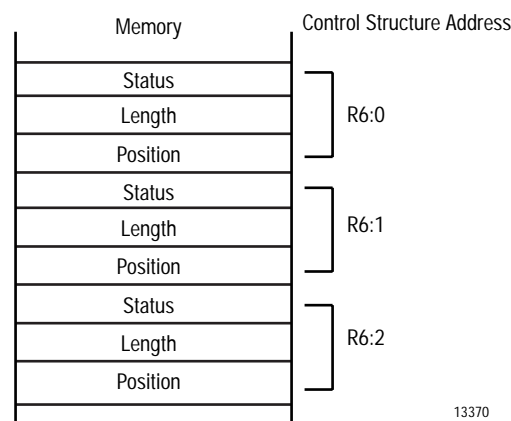 Memory Control Structure Address
Status
Length R6:0
Position
Status
Length R6:1
Position
Status
Length R6:2
Position
13370